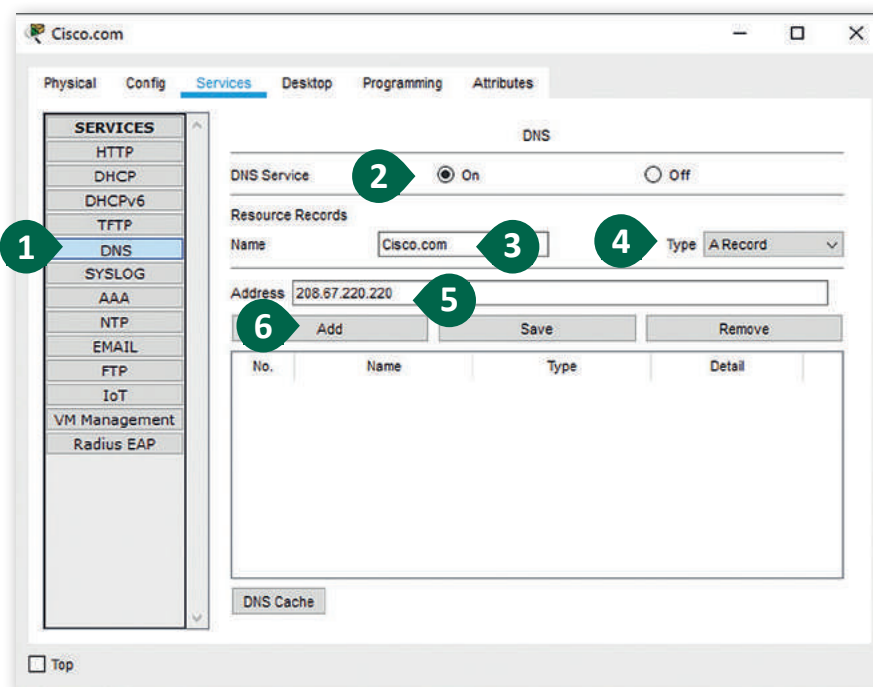 Cisco.com
Physical Config Services Desktop Programming Attributes
SERVICES
HTTP
DHCP
DHCPv6
TFTP
1 DNS
SYSLOG
AAA
NTP
EMAIL
FTP
IoT
VM Management
Radius EAP
DNS
DNS Service 2 On Off
Resource Records
Name Cisco.com 3 4 Type A Record
Address 208.67.220.220 5
6 Add Save Remove
No. Name Type Detail
DNS Cache
Top